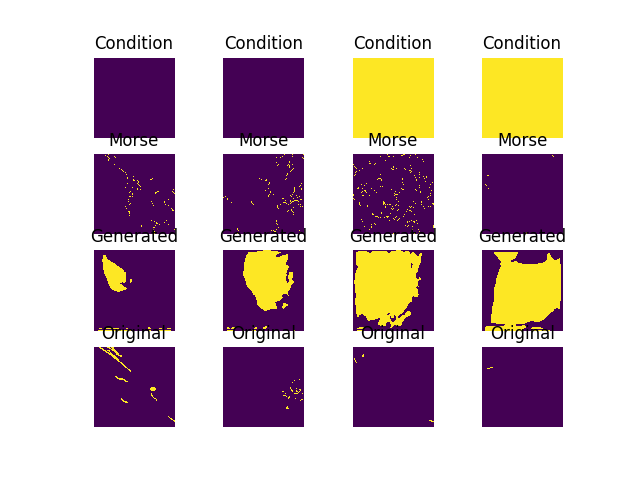 Condition Condition Condition Condition
Morse Morse Morse Morse
Generated Generated Generated Generated
Original Original Original Original